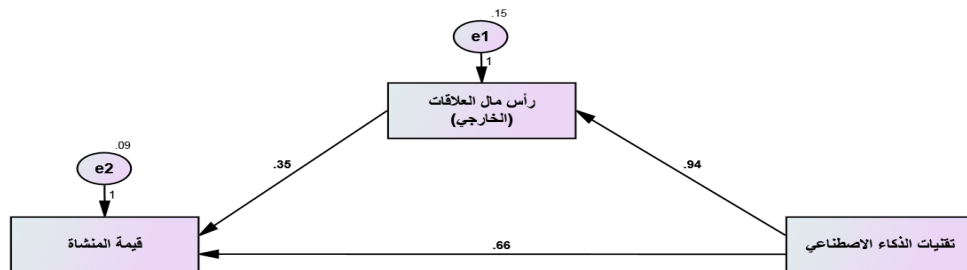 .15
e1
1
رأس مال العلاقات
(الخارجي)
.09
e2
1
.35
.94
قيمة المنشاة
.66
تقنيات الذكاء الاصطناعي